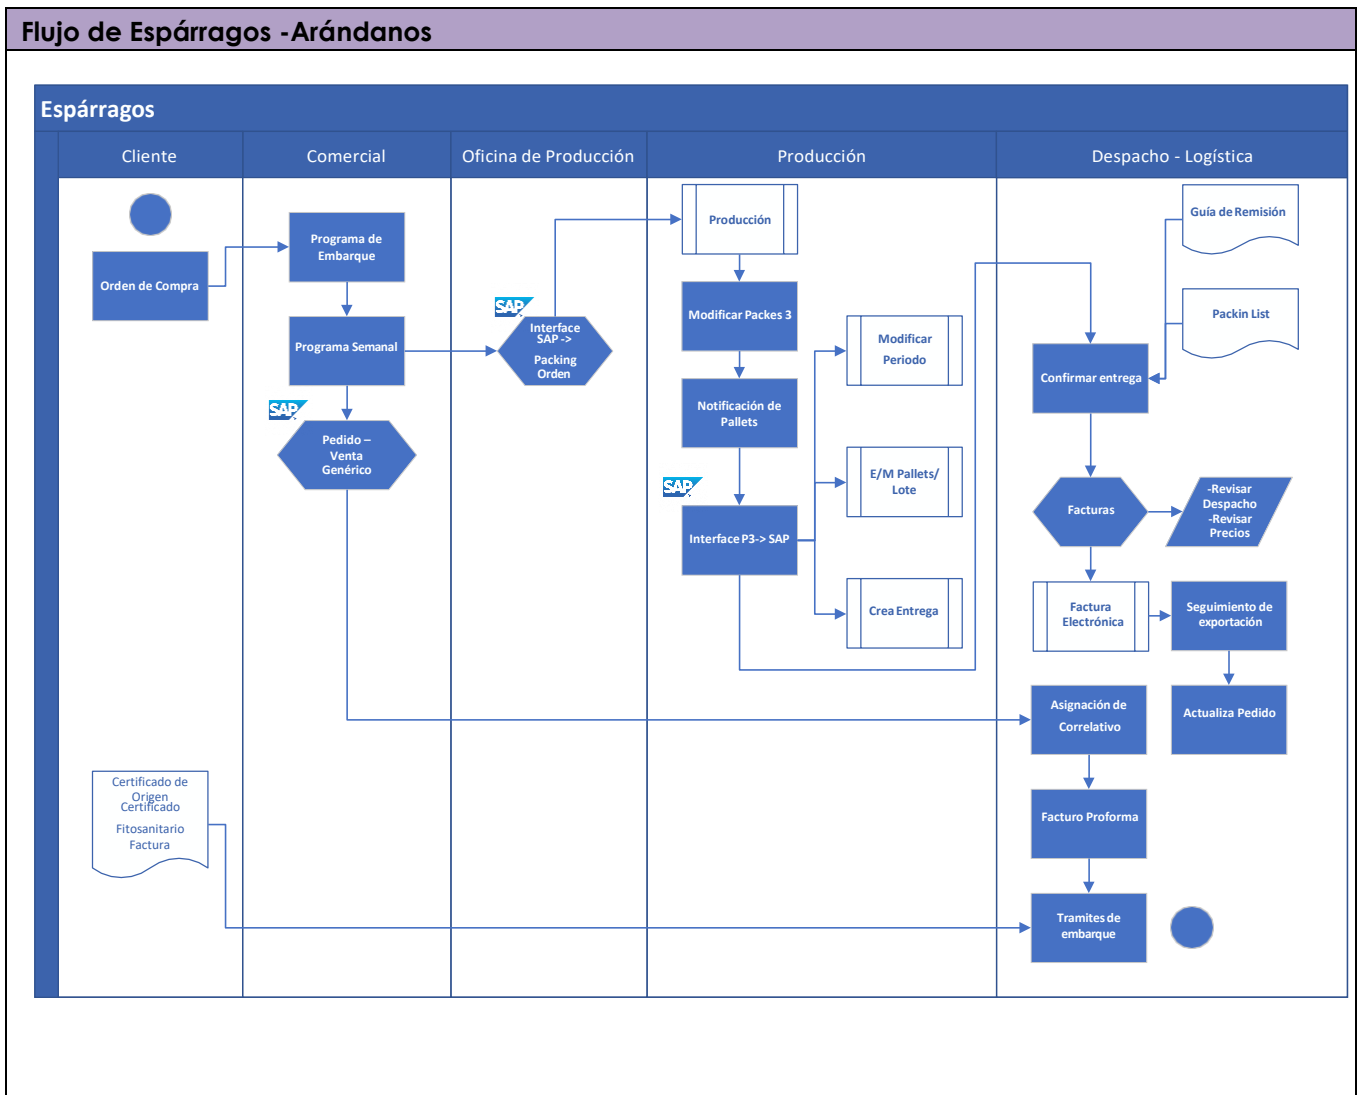 Flujo de Espárragos -Arándanos
Espárragos
Cliente
Comercial
Oficina de Producción
Producción
Despacho - Logística
Orden de Compra
Certificado de
Origen
Certificado
Fitosanitario
Factura
Programa de
Embarque
Programa Semanal
SAP
Pedido –
Venta
Genérico
SAP
Interface
SAP ->
Packing
Orden
Producción
Modificar Packes 3
Notificación de
Pallets
SAP
Interface P3-> SAP
Modificar
Periodo
E/M Pallets/
Lote
Crea Entrega
Guía de Remisión
Packin List
Confirmar entrega
Facturas
-Revisar
Despacho
-Revisar
Precios
Factura
Electrónica
Seguimiento de
exportación
Actualiza Pedido
Asignación de
Correlativo
Facturo Proforma
Tramites de
embarque